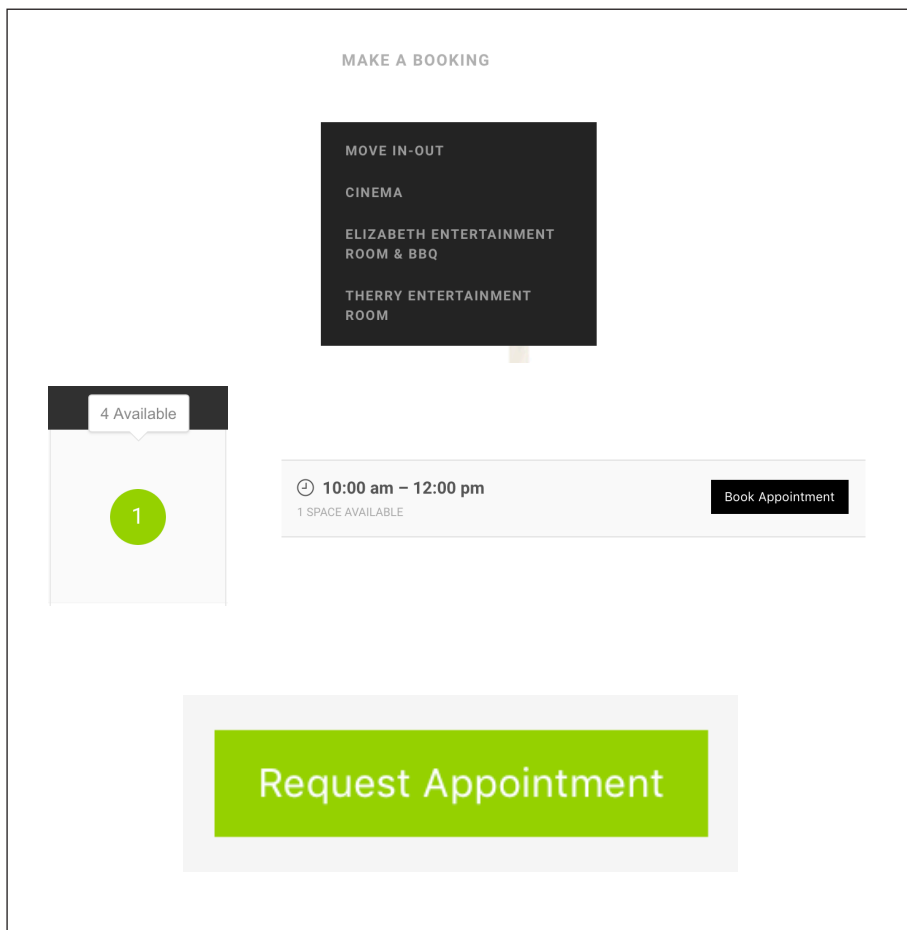 MAKE A BOOKING
MOVE IN-OUT
CINEMA
ELIZABETH ENTERTAINMENT
ROOM & BBQ
THERRY ENTERTAINMENT
ROOM
4 Available
1
10:00 am – 12:00 pm
1 SPACE AVAILABLE
Book Appointment
Request Appointment